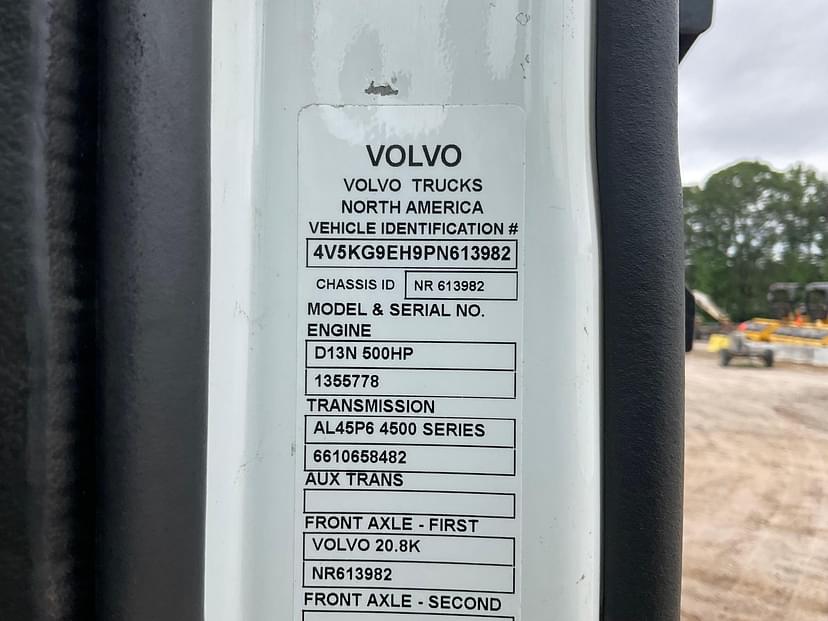 VOLVO
VOLVO TRUCKS
NORTH AMERICA
VEHICLE IDENTIFICATION #
4V5KG9EH9PN613982
CHASSIS ID NR 613982
MODEL & SERIAL NO.
ENGINE
D13N 500HP
1355778
TRANSMISSION
AL45P6 4500 SERIES
6610658482
AUX TRANS
FRONT AXLE - FIRST
VOLVO 20.8K
NR613982
FRONT AXLE - SECOND